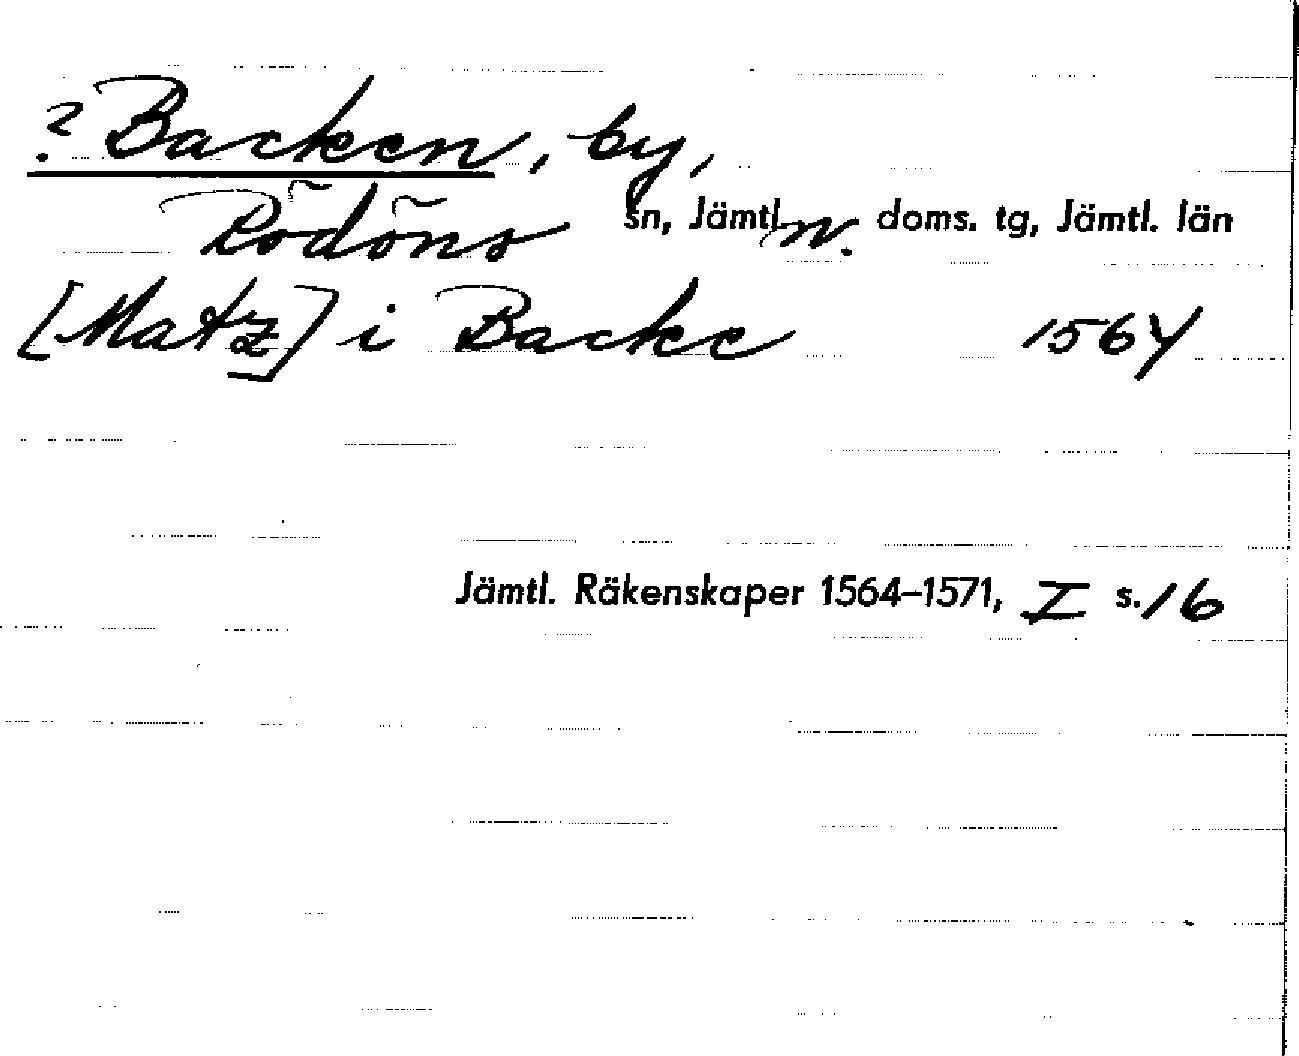 ? Backen, by,
Rödöns sn, Jämtl. n. doms. tg, Jämtl. län
[Matz] i Backe 1564
Jämtl. Räkenskaper 1564–1571, I s. 16